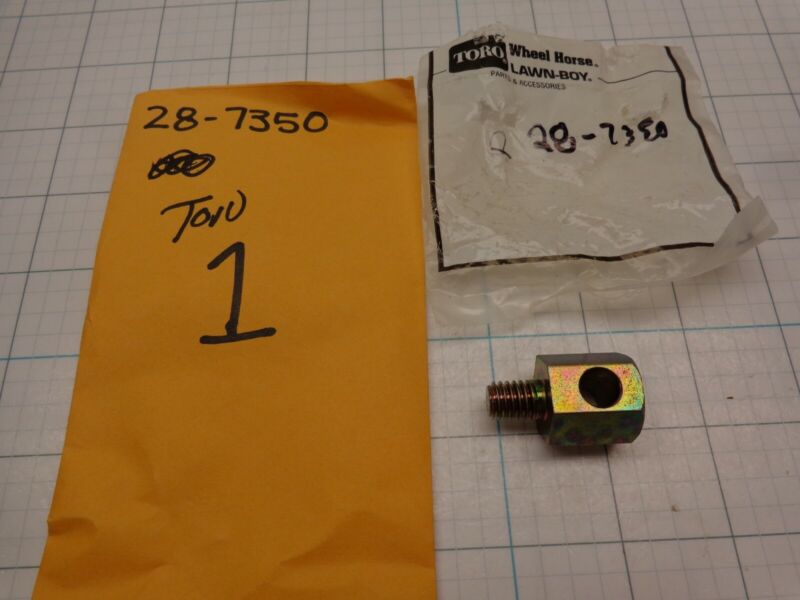 28-7350
Toro
1
TORO Wheel Horse®
LAWN-BOY®
PARTS & ACCESSORIES
2 28-7350